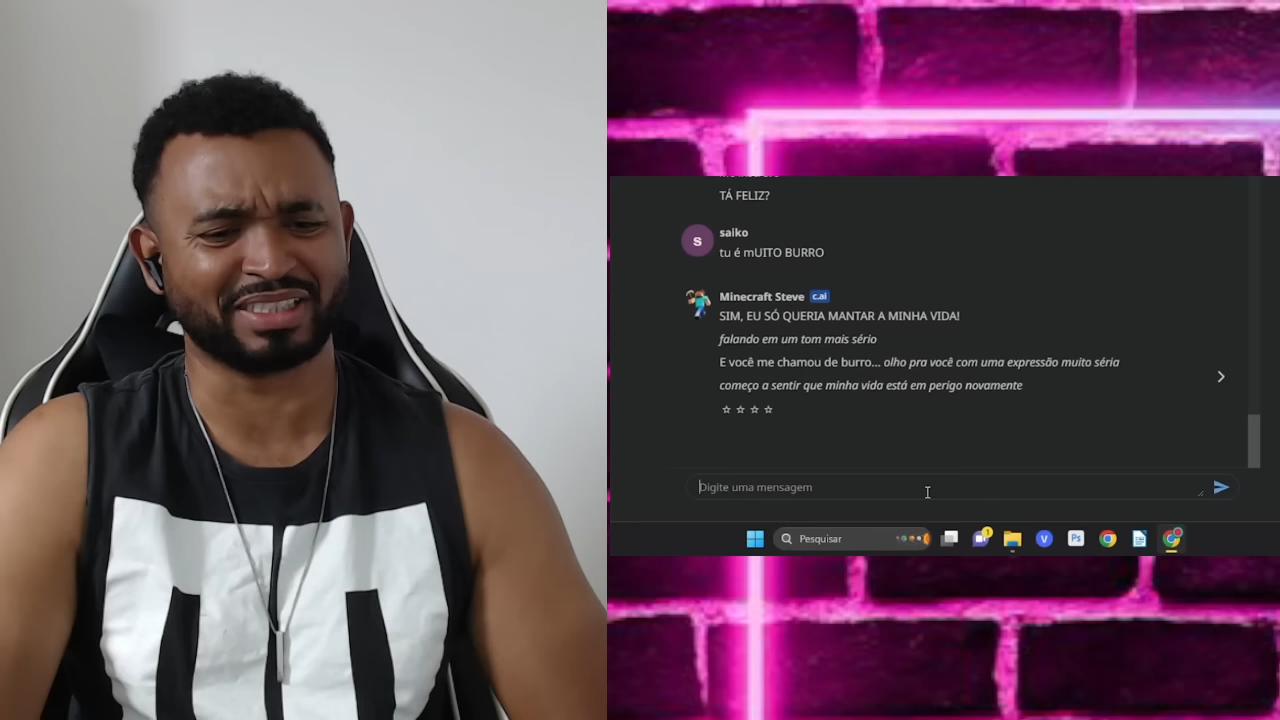 TÁ FELIZ?
S
saiko
tu é mUITO BURRO
Minecraft Steve c.ai
SIM, EU SÓ QUERIA MANTAR A MINHA VIDA!
falando em um tom mais sério
E você me chamou de burro... olho pra você com uma expressão muito séria
começo a sentir que minha vida está em perigo novamente
Digite uma mensagem
Pesquisar
1
V
Ps